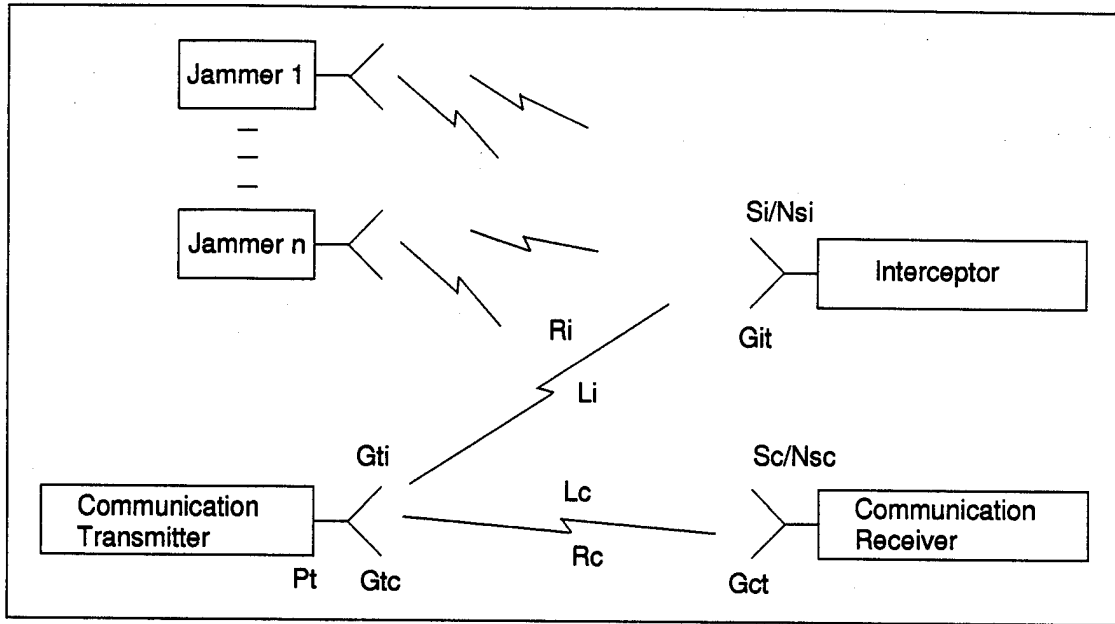 Jammer 1
Jammer n
Si/Nsi
Interceptor
Ri
Git
Li
Gti
Sc/Nsc
Communication
Transmitter
Lc
Communication
Receiver
Rc
Pt
Gtc
Gct